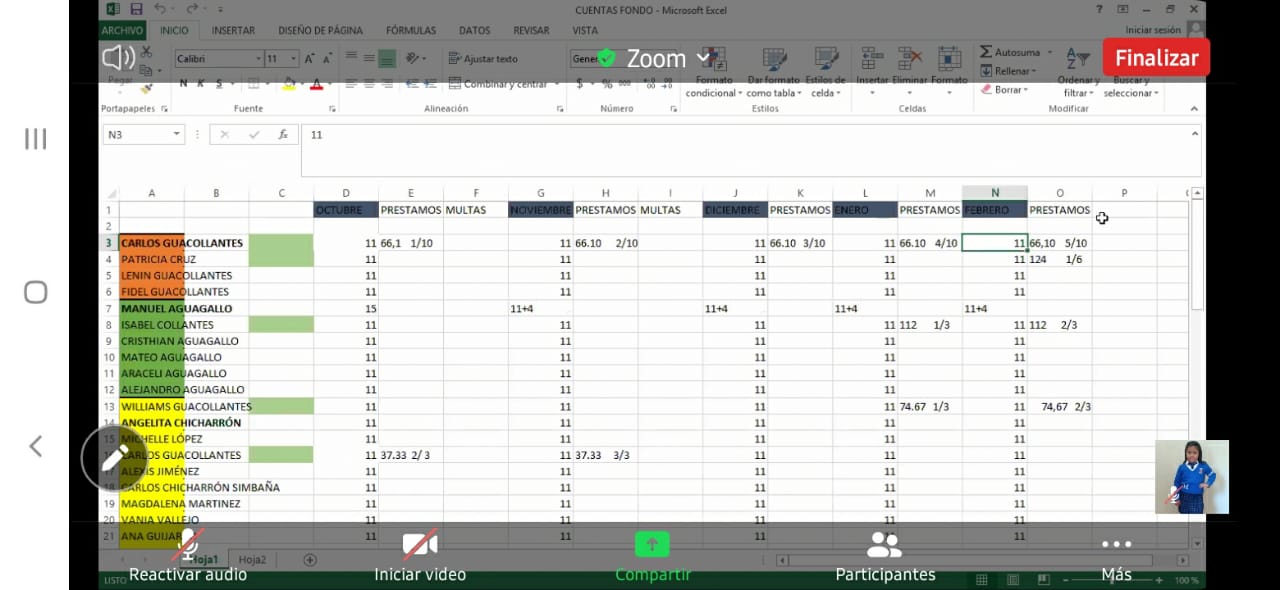 CUENTAS FONDO - Microsoft Excel
ARCHIVO INICIO INSERTAR DISEÑO DE PÁGINA FÓRMULAS DATOS REVISAR VISTA Iniciar sesión
Zoom Finalizar
Calibri 11 Ajustar texto General Autosuma
Pegar N K S Combinar y centrar $ % 000 Formato condicional Dar formato como tabla Estilos de celda Insertar Eliminar Formato Rellenar Borrar Ordenar y filtrar Buscar y seleccionar
Portapapeles Fuente Alineación Número Estilos Celdas Modificar
N3 fx 11
A B C D E F G H I J K L M N O P
1 OCTUBRE PRESTAMOS MULTAS NOVIEMBRE PRESTAMOS MULTAS DICIEMBRE PRESTAMOS ENERO PRESTAMOS FEBRERO PRESTAMOS
2
3 CARLOS GUACOLLANTES 11 66,1 1/10 11 66.10 2/10 11 66.10 3/10 11 66.10 4/10 11 66,10 5/10
4 PATRICIA CRUZ 11 11 11 11 11 124 1/6
5 LENIN GUACOLLANTES 11 11 11 11 11
6 FIDEL GUACOLLANTES 11 11 11 11 11
7 MANUEL AGUAGALLO 15 11+4 11+4 11+4 11+4
8 ISABEL COLLANTES 11 11 11 11 112 1/3 11 112 2/3
9 CRISTHIAN AGUAGALLO 11 11 11 11 11
10 MATEO AGUAGALLO 11 11 11 11 11
11 ARACELI AGUAGALLO 11 11 11 11 11
12 ALEJANDRO AGUAGALLO 11 11 11 11 11
13 WILLIAMS GUACOLLANTES 11 11 11 11 74.67 1/3 11 74,67 2/3
14 ANGELITA CHICHARRÓN 11 11 11 11 11
15 MICHELLE LÓPEZ 11 11 11 11 11
16 CARLOS GUACOLLANTES 11 37.33 2/ 3 11 37.33 3/3 11 11 11
17 ALEXIS JIMÉNEZ 11 11 11 11 11
18 CARLOS CHICHARRÓN SIMBAÑA 11 11 11 11 11
19 MAGDALENA MARTINEZ 11 11 11 11 11
20 VANIA VALLEJO 11 11 11 11 11
21 ANA GUIJAR 11 11 11 11 11
Hoja1 Hoja2
Reactivar audio Iniciar video Compartir Participantes Más
LISTO 100 %